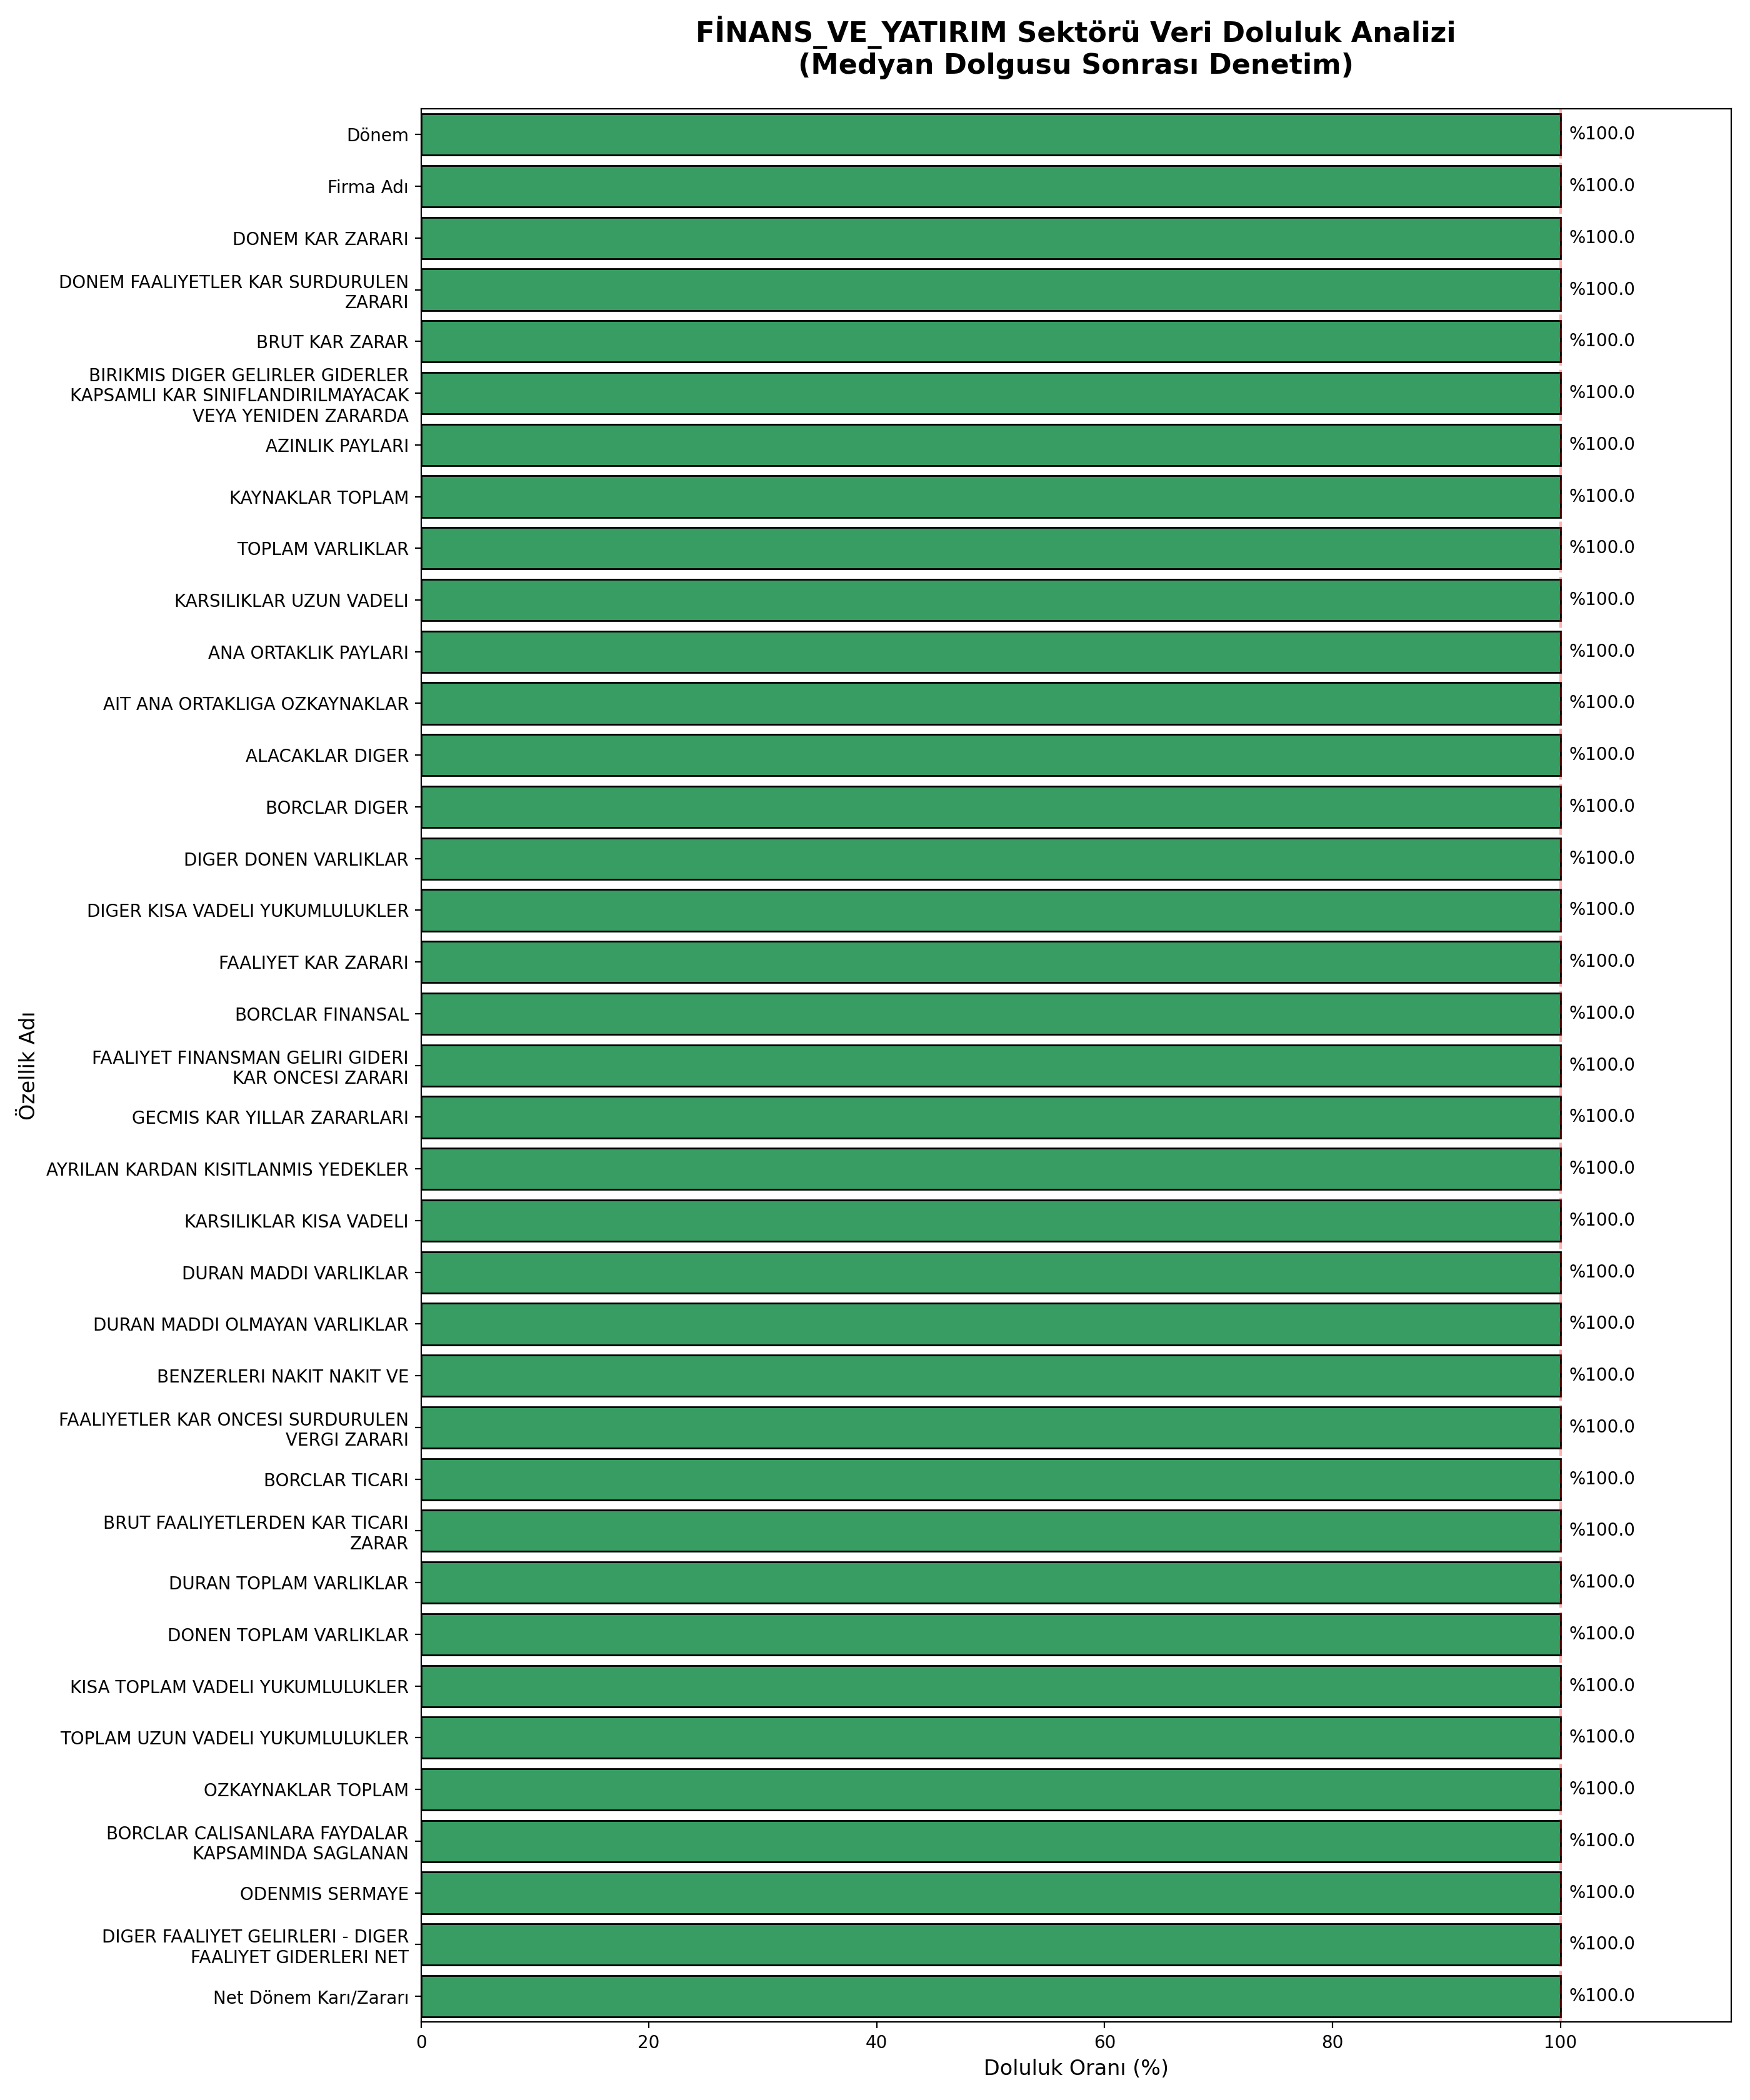 FİNANS_VE_YATIRIM Sektörü Veri Doluluk Analizi
(Medyan Dolgusu Sonrası Denetim)
Dönem
%100.0
Firma Adı
%100.0
DONEM KAR ZARARI
%100.0
DONEM FAALIYETLER KAR SURDURULEN
ZARARI
%100.0
BRUT KAR ZARAR
%100.0
BIRIKMIS DIGER GELIRLER GIDERLER
KAPSAMLI KAR SINIFLANDIRILMAYACAK
VEYA YENIDEN ZARARDA
%100.0
AZINLIK PAYLARI
%100.0
KAYNAKLAR TOPLAM
%100.0
TOPLAM VARLIKLAR
%100.0
KARSILIKLAR UZUN VADELI
%100.0
ANA ORTAKLIK PAYLARI
%100.0
AIT ANA ORTAKLIGA OZKAYNAKLAR
%100.0
ALACAKLAR DIGER
%100.0
BORCLAR DIGER
%100.0
DIGER DONEN VARLIKLAR
%100.0
DIGER KISA VADELI YUKUMLULUKLER
%100.0
FAALIYET KAR ZARARI
%100.0
BORCLAR FINANSAL
%100.0
FAALIYET FINANSMAN GELIRI GIDERI
KAR ONCESI ZARARI
%100.0
GECMIS KAR YILLAR ZARARLARI
%100.0
AYRILAN KARDAN KISITLANMIS YEDEKLER
%100.0
KARSILIKLAR KISA VADELI
%100.0
DURAN MADDI VARLIKLAR
%100.0
DURAN MADDI OLMAYAN VARLIKLAR
%100.0
BENZERLERI NAKIT NAKIT VE
%100.0
FAALIYETLER KAR ONCESI SURDURULEN
VERGI ZARARI
%100.0
BORCLAR TICARI
%100.0
BRUT FAALIYETLERDEN KAR TICARI
ZARAR
%100.0
DURAN TOPLAM VARLIKLAR
%100.0
DONEN TOPLAM VARLIKLAR
%100.0
KISA TOPLAM VADELI YUKUMLULUKLER
%100.0
TOPLAM UZUN VADELI YUKUMLULUKLER
%100.0
OZKAYNAKLAR TOPLAM
%100.0
BORCLAR CALISANLARA FAYDALAR
KAPSAMINDA SAGLANAN
%100.0
ODENMIS SERMAYE
%100.0
DIGER FAALIYET GELIRLERI - DIGER
FAALIYET GIDERLERI NET
%100.0
Net Dönem Karı/Zararı
%100.0
Özellik Adı
0 20 40 60 80 100
Doluluk Oranı (%)